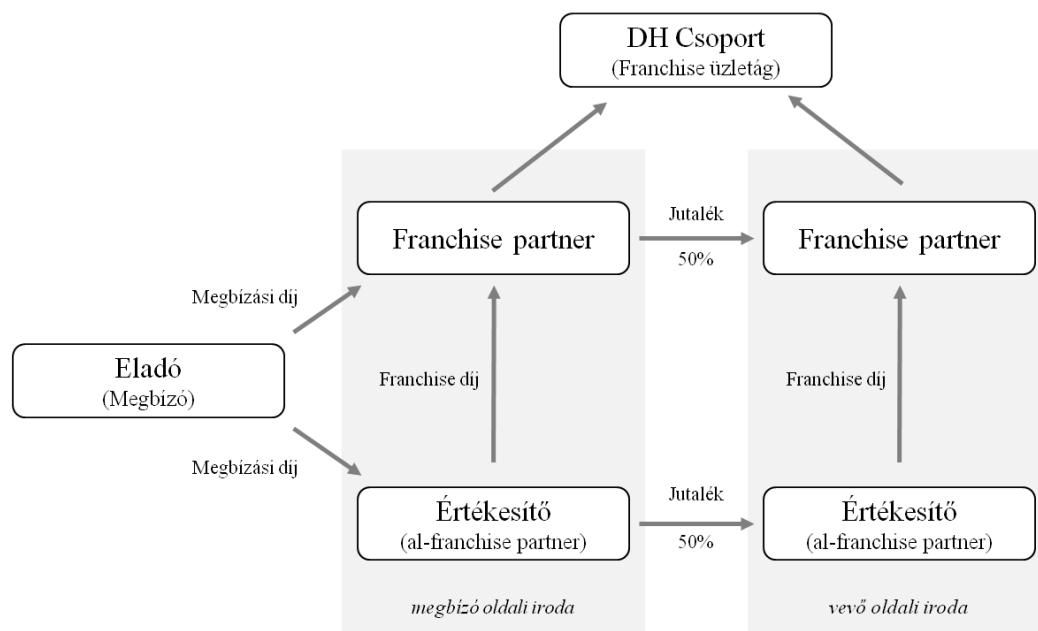 DH Csoport
(Franchise üzletág)
Franchise partner
Jutalék
50%
Franchise partner
Megbízási díj
Eladó
(Megbízó)
Franchise díj
Franchise díj
Megbízási díj
Értékesítő
(al-franchise partner)
Jutalék
50%
Értékesítő
(al-franchise partner)
megbízó oldali iroda
vevő oldali iroda